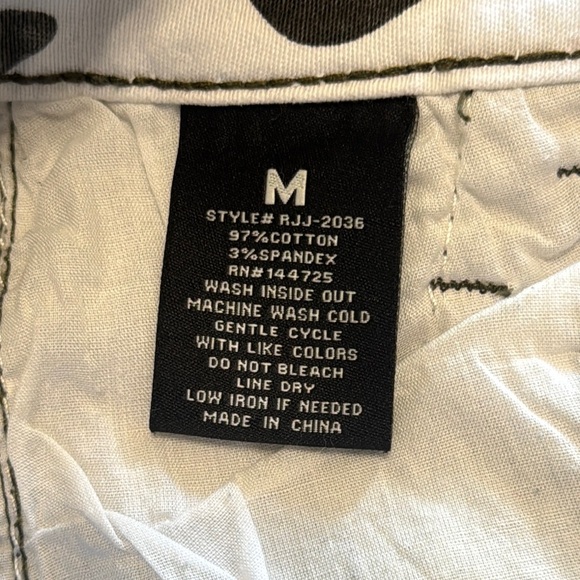 M
STYLE# RJJ-2036
97%COTTON
3%SPANDEX
RN#144725
WASH INSIDE OUT
MACHINE WASH COLD
GENTLE CYCLE
WITH LIKE COLORS
DO NOT BLEACH
LINE DRY
LOW IRON IF NEEDED
MADE IN CHINA